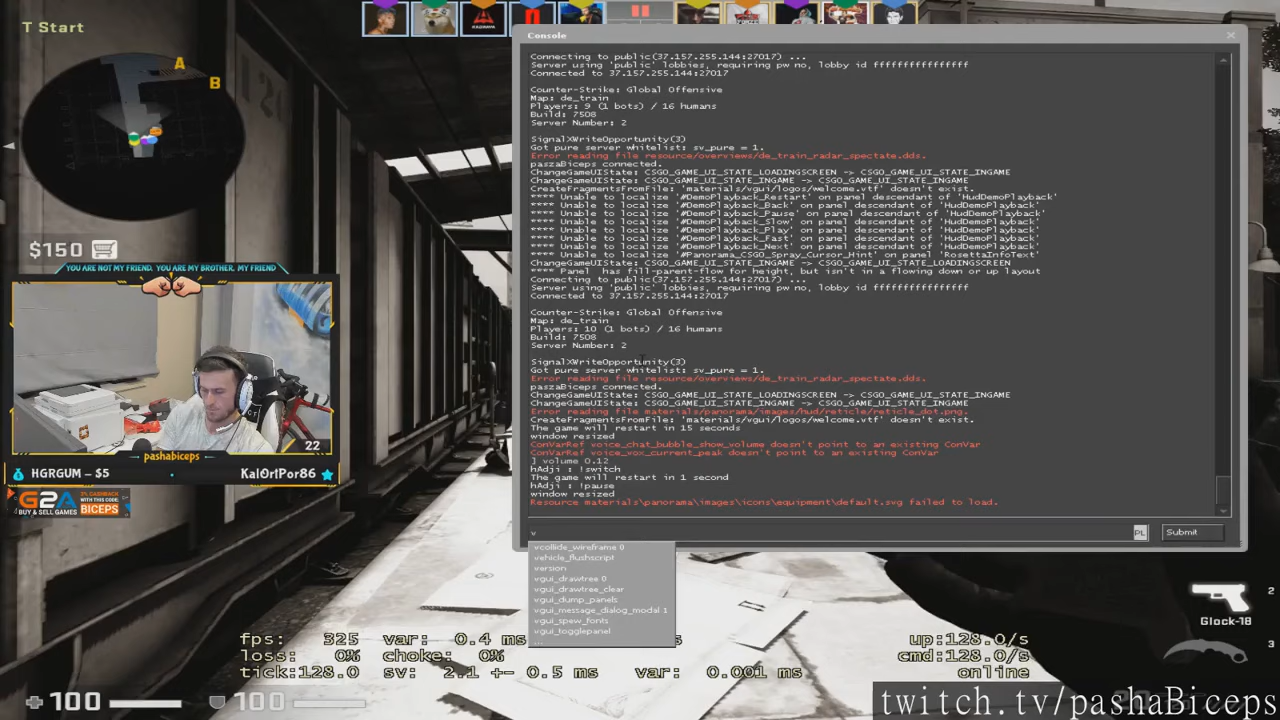 T Start
A
B
$150
YOU ARE NOT MY FRIEND, YOU ARE MY BROTHER, MY FRIEND
22
pashabiceps
HGRGUM - $5
KalOriPor86
G2A
BUY & SELL GAMES
3% CASHBACK
WITH THIS CODE
BICEPS
Console
Connecting to public(37.157.255.144:27017) ...
Server using 'public' lobbies, requiring pw no, lobby id ffffffffffffffff
Connected to 37.157.255.144:27017
Counter-Strike: Global Offensive
Map: de_train
Players: 9 (1 bots) / 16 humans
Build: 7508
Server Number: 2
SignalXWriteOpportunity(3)
Got pure server whitelist: sv_pure = 1.
Error reading file resource/overviews/de_train_radar_spectate.dds.
paszaBiceps connected.
ChangeGameUIState: CSGO_GAME_UI_STATE_LOADINGSCREEN -> CSGO_GAME_UI_STATE_INGAME
ChangeGameUIState: CSGO_GAME_UI_STATE_INGAME -> CSGO_GAME_UI_STATE_INGAME
CreateFragmentsFromFile: 'materials/vgui/logos/welcome.vtf' doesn't exist.
**** Unable to localize '#DemoPlayback_Restart' on panel descendant of 'HudDemoPlayback'
**** Unable to localize '#DemoPlayback_Back' on panel descendant of 'HudDemoPlayback'
**** Unable to localize '#DemoPlayback_Pause' on panel descendant of 'HudDemoPlayback'
**** Unable to localize '#DemoPlayback_Slow' on panel descendant of 'HudDemoPlayback'
**** Unable to localize '#DemoPlayback_Play' on panel descendant of 'HudDemoPlayback'
**** Unable to localize '#DemoPlayback_Fast' on panel descendant of 'HudDemoPlayback'
**** Unable to localize '#DemoPlayback_Next' on panel descendant of 'HudDemoPlayback'
**** Unable to localize '#Panorama_CSGO_Spray_Cursor_Hint' on panel 'RosettaInfoText'
ChangeGameUIState: CSGO_GAME_UI_STATE_INGAME -> CSGO_GAME_UI_STATE_LOADINGSCREEN
**** Panel  has fill-parent-flow for height, but isn't in a flowing down or up layout
Connecting to public(37.157.255.144:27017) ...
Server using 'public' lobbies, requiring pw no, lobby id ffffffffffffffff
Connected to 37.157.255.144:27017
Counter-Strike: Global Offensive
Map: de_train
Players: 10 (1 bots) / 16 humans
Build: 7508
Server Number: 2
SignalXWriteOpportunity(3)
Got pure server whitelist: sv_pure = 1.
Error reading file resource/overviews/de_train_radar_spectate.dds.
paszaBiceps connected.
ChangeGameUIState: CSGO_GAME_UI_STATE_LOADINGSCREEN -> CSGO_GAME_UI_STATE_INGAME
ChangeGameUIState: CSGO_GAME_UI_STATE_INGAME -> CSGO_GAME_UI_STATE_INGAME
Error reading file materials/panorama/images/hud/reticle/reticle_dot.png.
CreateFragmentsFromFile: 'materials/vgui/logos/welcome.vtf' doesn't exist.
The game will restart in 15 seconds
window resized
ConVarRef voice_chat_bubble_show_volume doesn't point to an existing ConVar
ConVarRef voice_vox_current_peak doesn't point to an existing ConVar
] volume 0.12
hAdji : !switch
The game will restart in 1 second
hAdji : !pause
window resized
Resource materials\panorama\images\icons\equipment\default.svg failed to load.
v
PL
Submit
vcollide_wireframe 0
vehicle_flushscript
version
vgui_drawtree 0
vgui_drawtree_clear
vgui_dump_panels
vgui_message_dialog_modal 1
vgui_spew_fonts
vgui_togglepanel
...
2
Glock-18
3
fps: 325 var: 0.4 ms
loss: 0% choke: 0%
tick:128.0 sv: 2.1 +- 0.5 ms var: 0.001 ms
up:128.0/s
cmd:128.0/s
online
100
100
twitch.tv/pashaBiceps